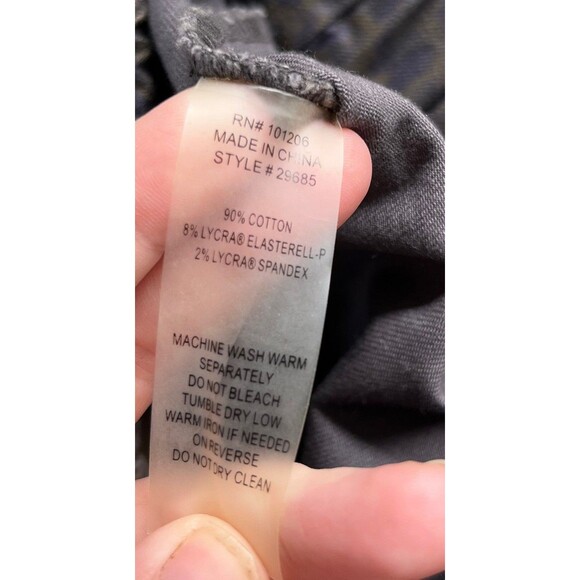 RN# 101206
MADE IN CHINA
STYLE # 29685
90% COTTON
8% LYCRA® ELASTERELL-P
2% LYCRA® SPANDEX
MACHINE WASH WARM
SEPARATELY
DO NOT BLEACH
TUMBLE DRY LOW
WARM IRON IF NEEDED
ON REVERSE
DO NOT DRY CLEAN